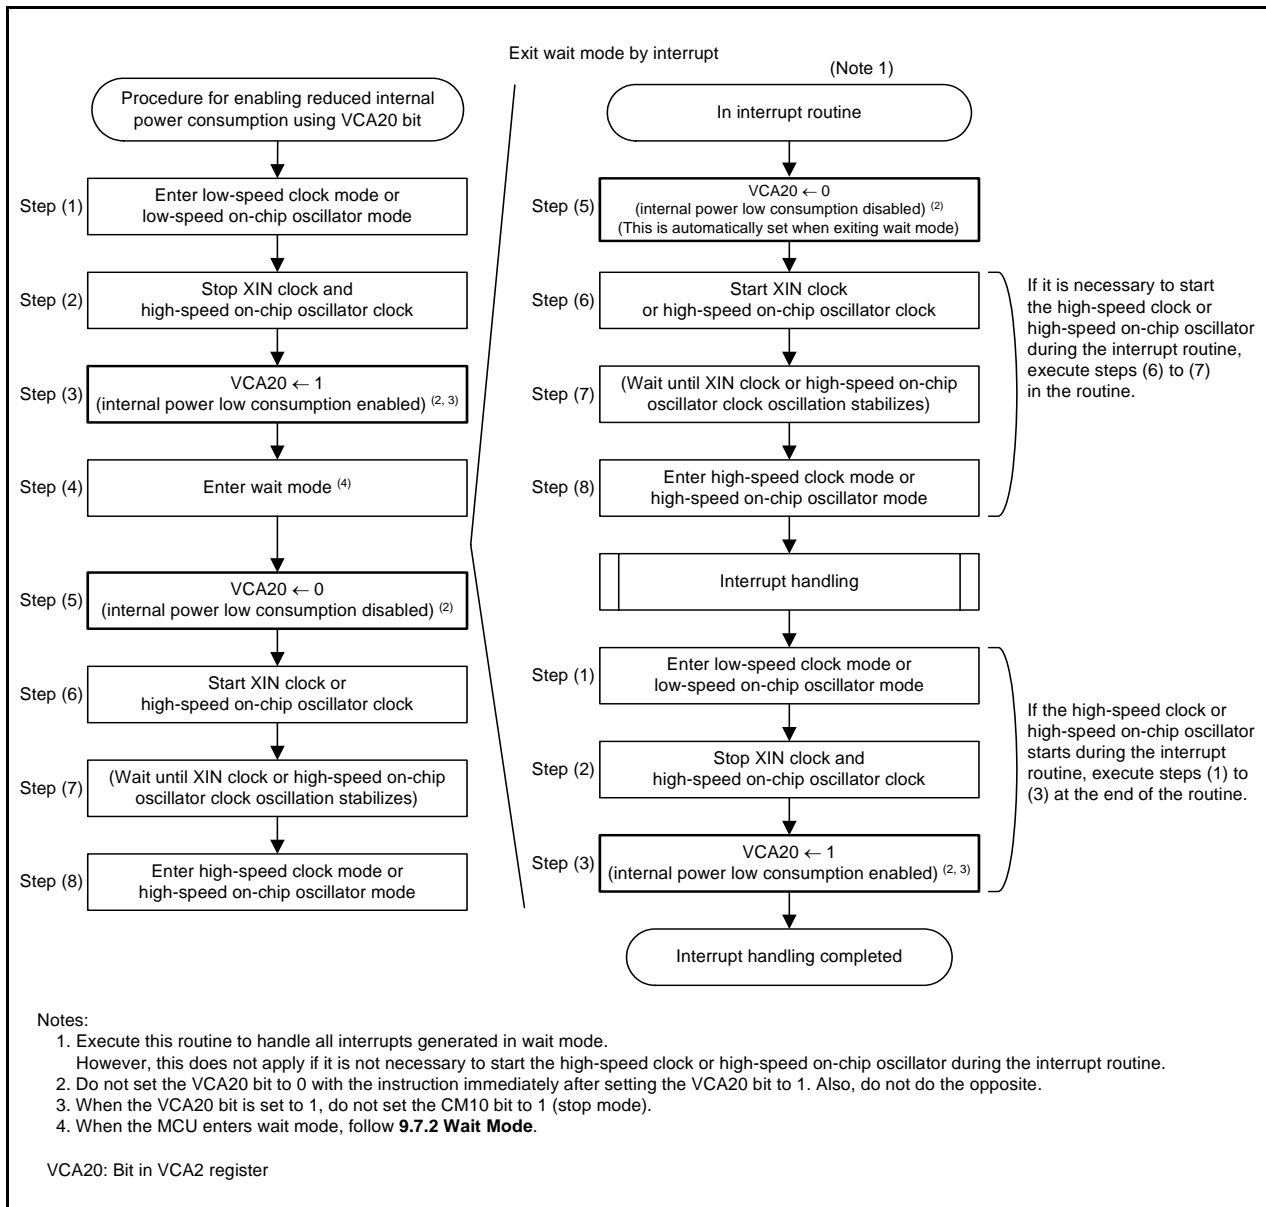 Exit wait mode by interrupt
(Note 1)
Procedure for enabling reduced internal
power consumption using VCA20 bit
Step (1)
Enter low-speed clock mode or
low-speed on-chip oscillator mode
Step (2)
Stop XIN clock and
high-speed on-chip oscillator clock
Step (3)
VCA20 ← 1
(internal power low consumption enabled) (2, 3)
Step (4)
Enter wait mode (4)
Step (5)
VCA20 ← 0
(internal power low consumption disabled) (2)
Step (6)
Start XIN clock or
high-speed on-chip oscillator clock
Step (7)
(Wait until XIN clock or high-speed on-chip
oscillator clock oscillation stabilizes)
Step (8)
Enter high-speed clock mode or
high-speed on-chip oscillator mode
In interrupt routine
Step (5)
VCA20 ← 0
(internal power low consumption disabled) (2)
(This is automatically set when exiting wait mode)
Step (6)
Start XIN clock
or high-speed on-chip oscillator clock
Step (7)
(Wait until XIN clock or high-speed on-chip
oscillator clock oscillation stabilizes)
Step (8)
Enter high-speed clock mode or
high-speed on-chip oscillator mode
If it is necessary to start
the high-speed clock or
high-speed on-chip oscillator
during the interrupt routine,
execute steps (6) to (7)
in the routine.
Interrupt handling
Step (1)
Enter low-speed clock mode or
low-speed on-chip oscillator mode
Step (2)
Stop XIN clock and
high-speed on-chip oscillator clock
Step (3)
VCA20 ← 1
(internal power low consumption enabled) (2, 3)
If the high-speed clock or
high-speed on-chip oscillator
starts during the interrupt
routine, execute steps (1) to
(3) at the end of the routine.
Interrupt handling completed
Notes:
1. Execute this routine to handle all interrupts generated in wait mode.
However, this does not apply if it is not necessary to start the high-speed clock or high-speed on-chip oscillator during the interrupt routine.
2. Do not set the VCA20 bit to 0 with the instruction immediately after setting the VCA20 bit to 1. Also, do not do the opposite.
3. When the VCA20 bit is set to 1, do not set the CM10 bit to 1 (stop mode).
4. When the MCU enters wait mode, follow 9.7.2 Wait Mode.
VCA20: Bit in VCA2 register